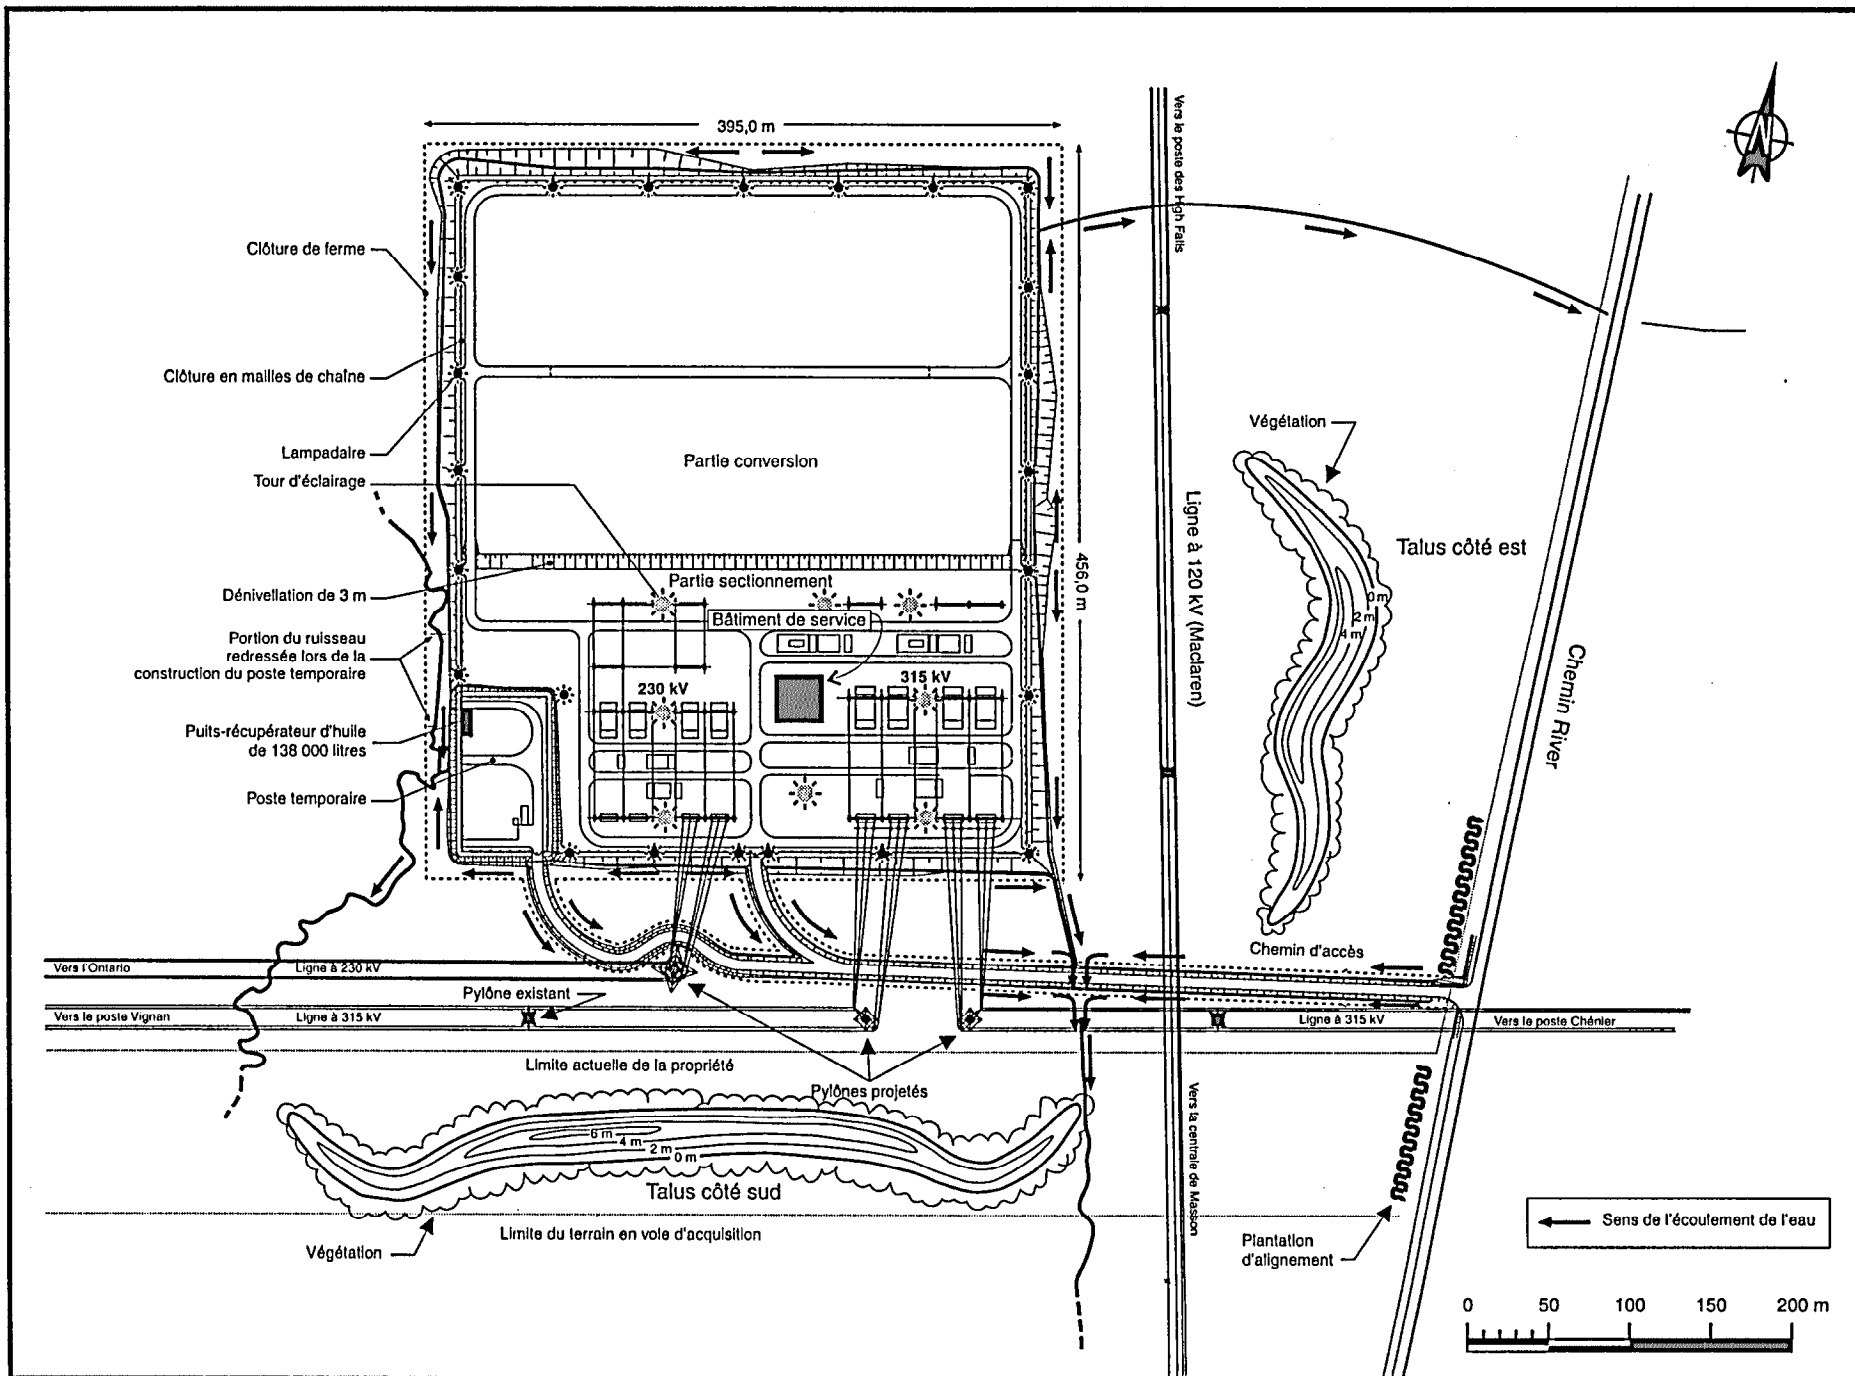 395,0 m
Vers le poste des High Falls
Clôture de ferme
Clôture en mailles de chaîne
Lampadaire
Tour d'éclairage
Partie conversion
Végétation
Talus côté est
Ligne à 120 kV (Maclaren)
456,0 m
Dénivellation de 3 m
Partie sectionnement
Bâtiment de service
0 m
2 m
4 m
Portion du ruisseau
redressée lors de la
construction du poste temporaire
230 kV
315 kV
Chemin River
Puits-récupérateur d'huile
de 138 000 litres
Poste temporaire
Chemin d'accès
Vers l'Ontario
Ligne à 230 kV
Pylône existant
Vers le poste Vignan
Ligne à 315 kV
Ligne à 315 kV
Vers le poste Chénier
Limite actuelle de la propriété
Pylônes projetés
Vers la centrale de Masson
6 m
4 m
2 m
0 m
Talus côté sud
Végétation
Limite du terrain en voie d'acquisition
Plantation
d'alignement
Sens de l'écoulement de l'eau
0 50 100 150 200 m